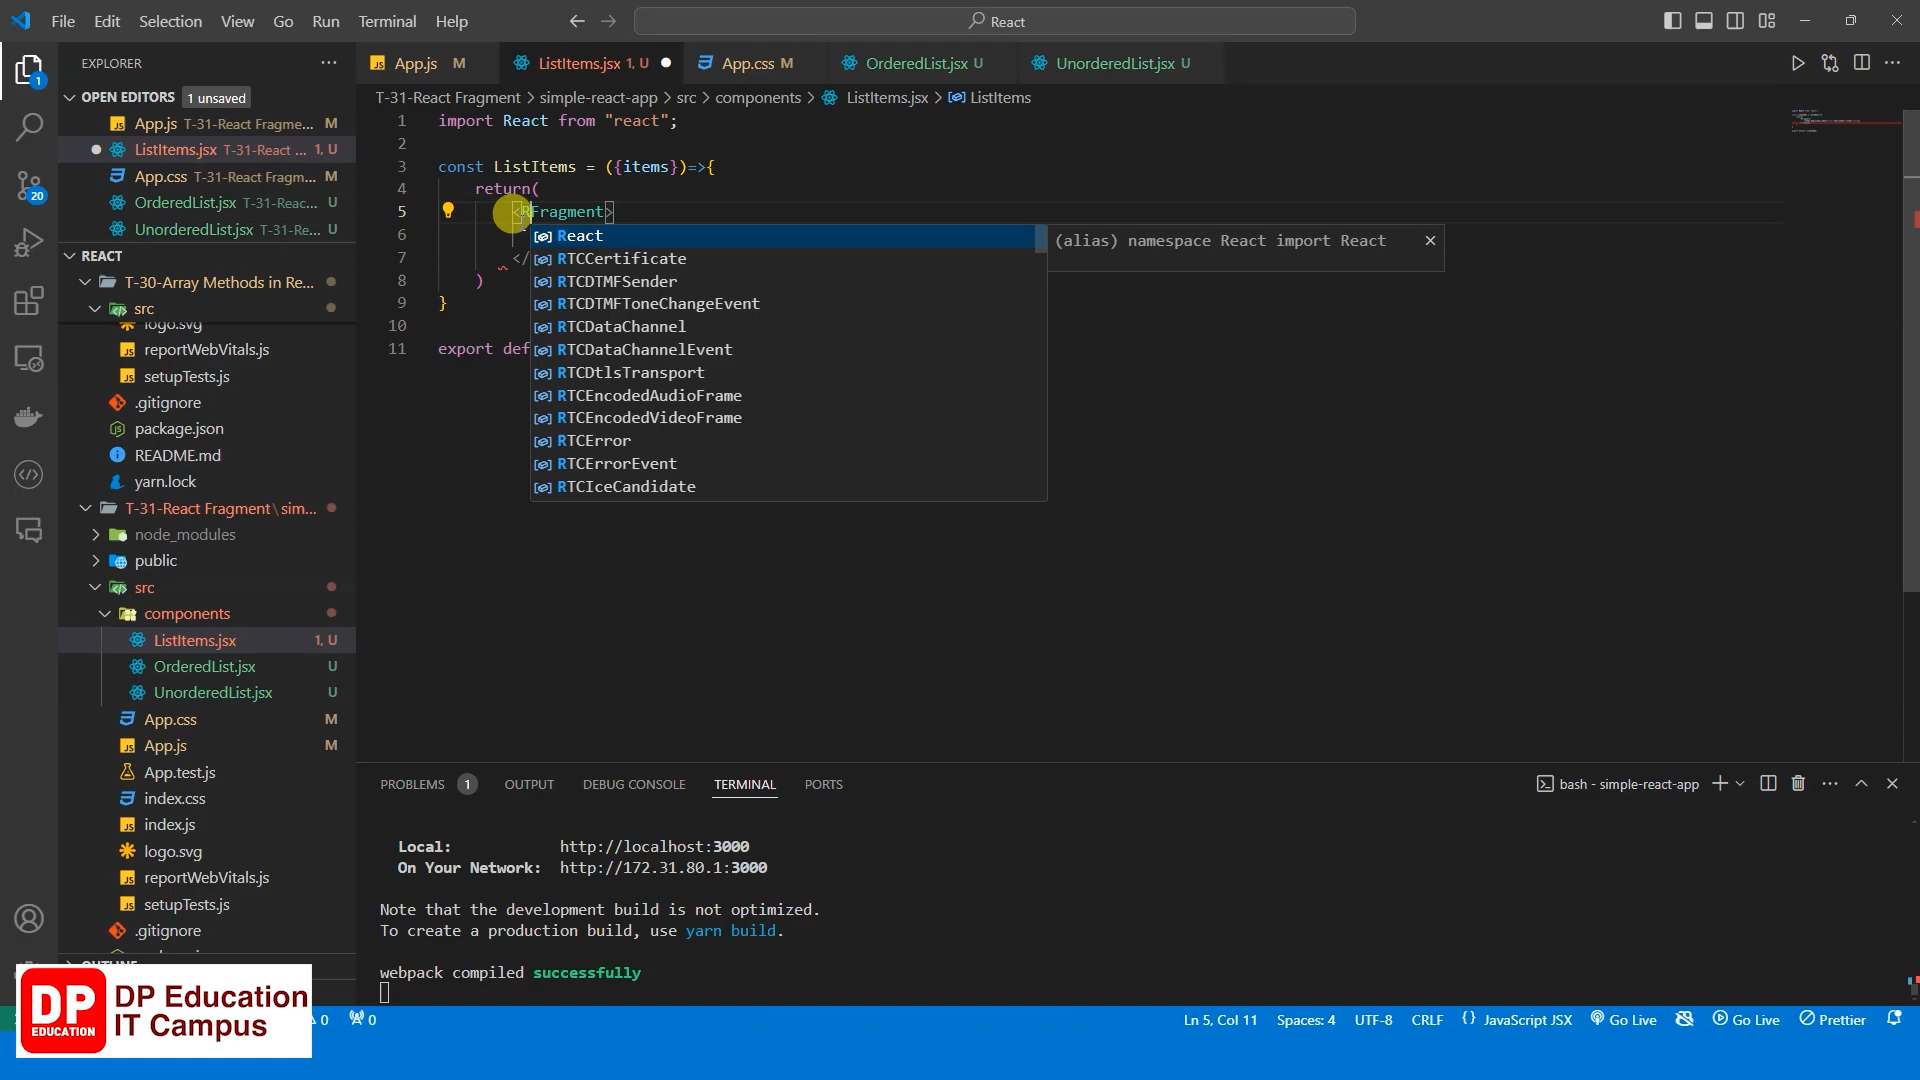 File Edit Selection View Go Run Terminal Help
React
EXPLORER
OPEN EDITORS 1 unsaved
App.js T-31-React Fragme... M
ListItems.jsx T-31-React ... 1, U
App.css T-31-React Fragm... M
OrderedList.jsx T-31-Reac... U
UnorderedList.jsx T-31-Re... U
REACT
T-30-Array Methods in Re...
src
logo.svg
reportWebVitals.js
setupTests.js
.gitignore
package.json
README.md
yarn.lock
T-31-React Fragment\sim...
node_modules
public
src
components
ListItems.jsx 1, U
OrderedList.jsx U
UnorderedList.jsx U
App.css M
App.js M
App.test.js
index.css
index.js
logo.svg
reportWebVitals.js
setupTests.js
.gitignore
OUTLINE
App.js M ListItems.jsx 1, U App.css M OrderedList.jsx U UnorderedList.jsx U
T-31-React Fragment > simple-react-app > src > components > ListItems.jsx > ListItems
1 import React from "react";
2
3 const ListItems = ({items})=>{
4 return(
5 <RFragment>
6
7 </
8 )
9 }
10
11 export def
React
RTCCertificate
RTCDTMFSender
RTCDTMFToneChangeEvent
RTCDataChannel
RTCDataChannelEvent
RTCDtlsTransport
RTCEncodedAudioFrame
RTCEncodedVideoFrame
RTCError
RTCErrorEvent
RTCIceCandidate
(alias) namespace React import React
PROBLEMS 1 OUTPUT DEBUG CONSOLE TERMINAL PORTS
bash - simple-react-app
Local: http://localhost:3000
On Your Network: http://172.31.80.1:3000
Note that the development build is not optimized.
To create a production build, use yarn build.
webpack compiled successfully
DP EDUCATION
DP Education
IT Campus
0 0 Ln 5, Col 11 Spaces: 4 UTF-8 CRLF {} JavaScript JSX Go Live Go Live Prettier
1
20